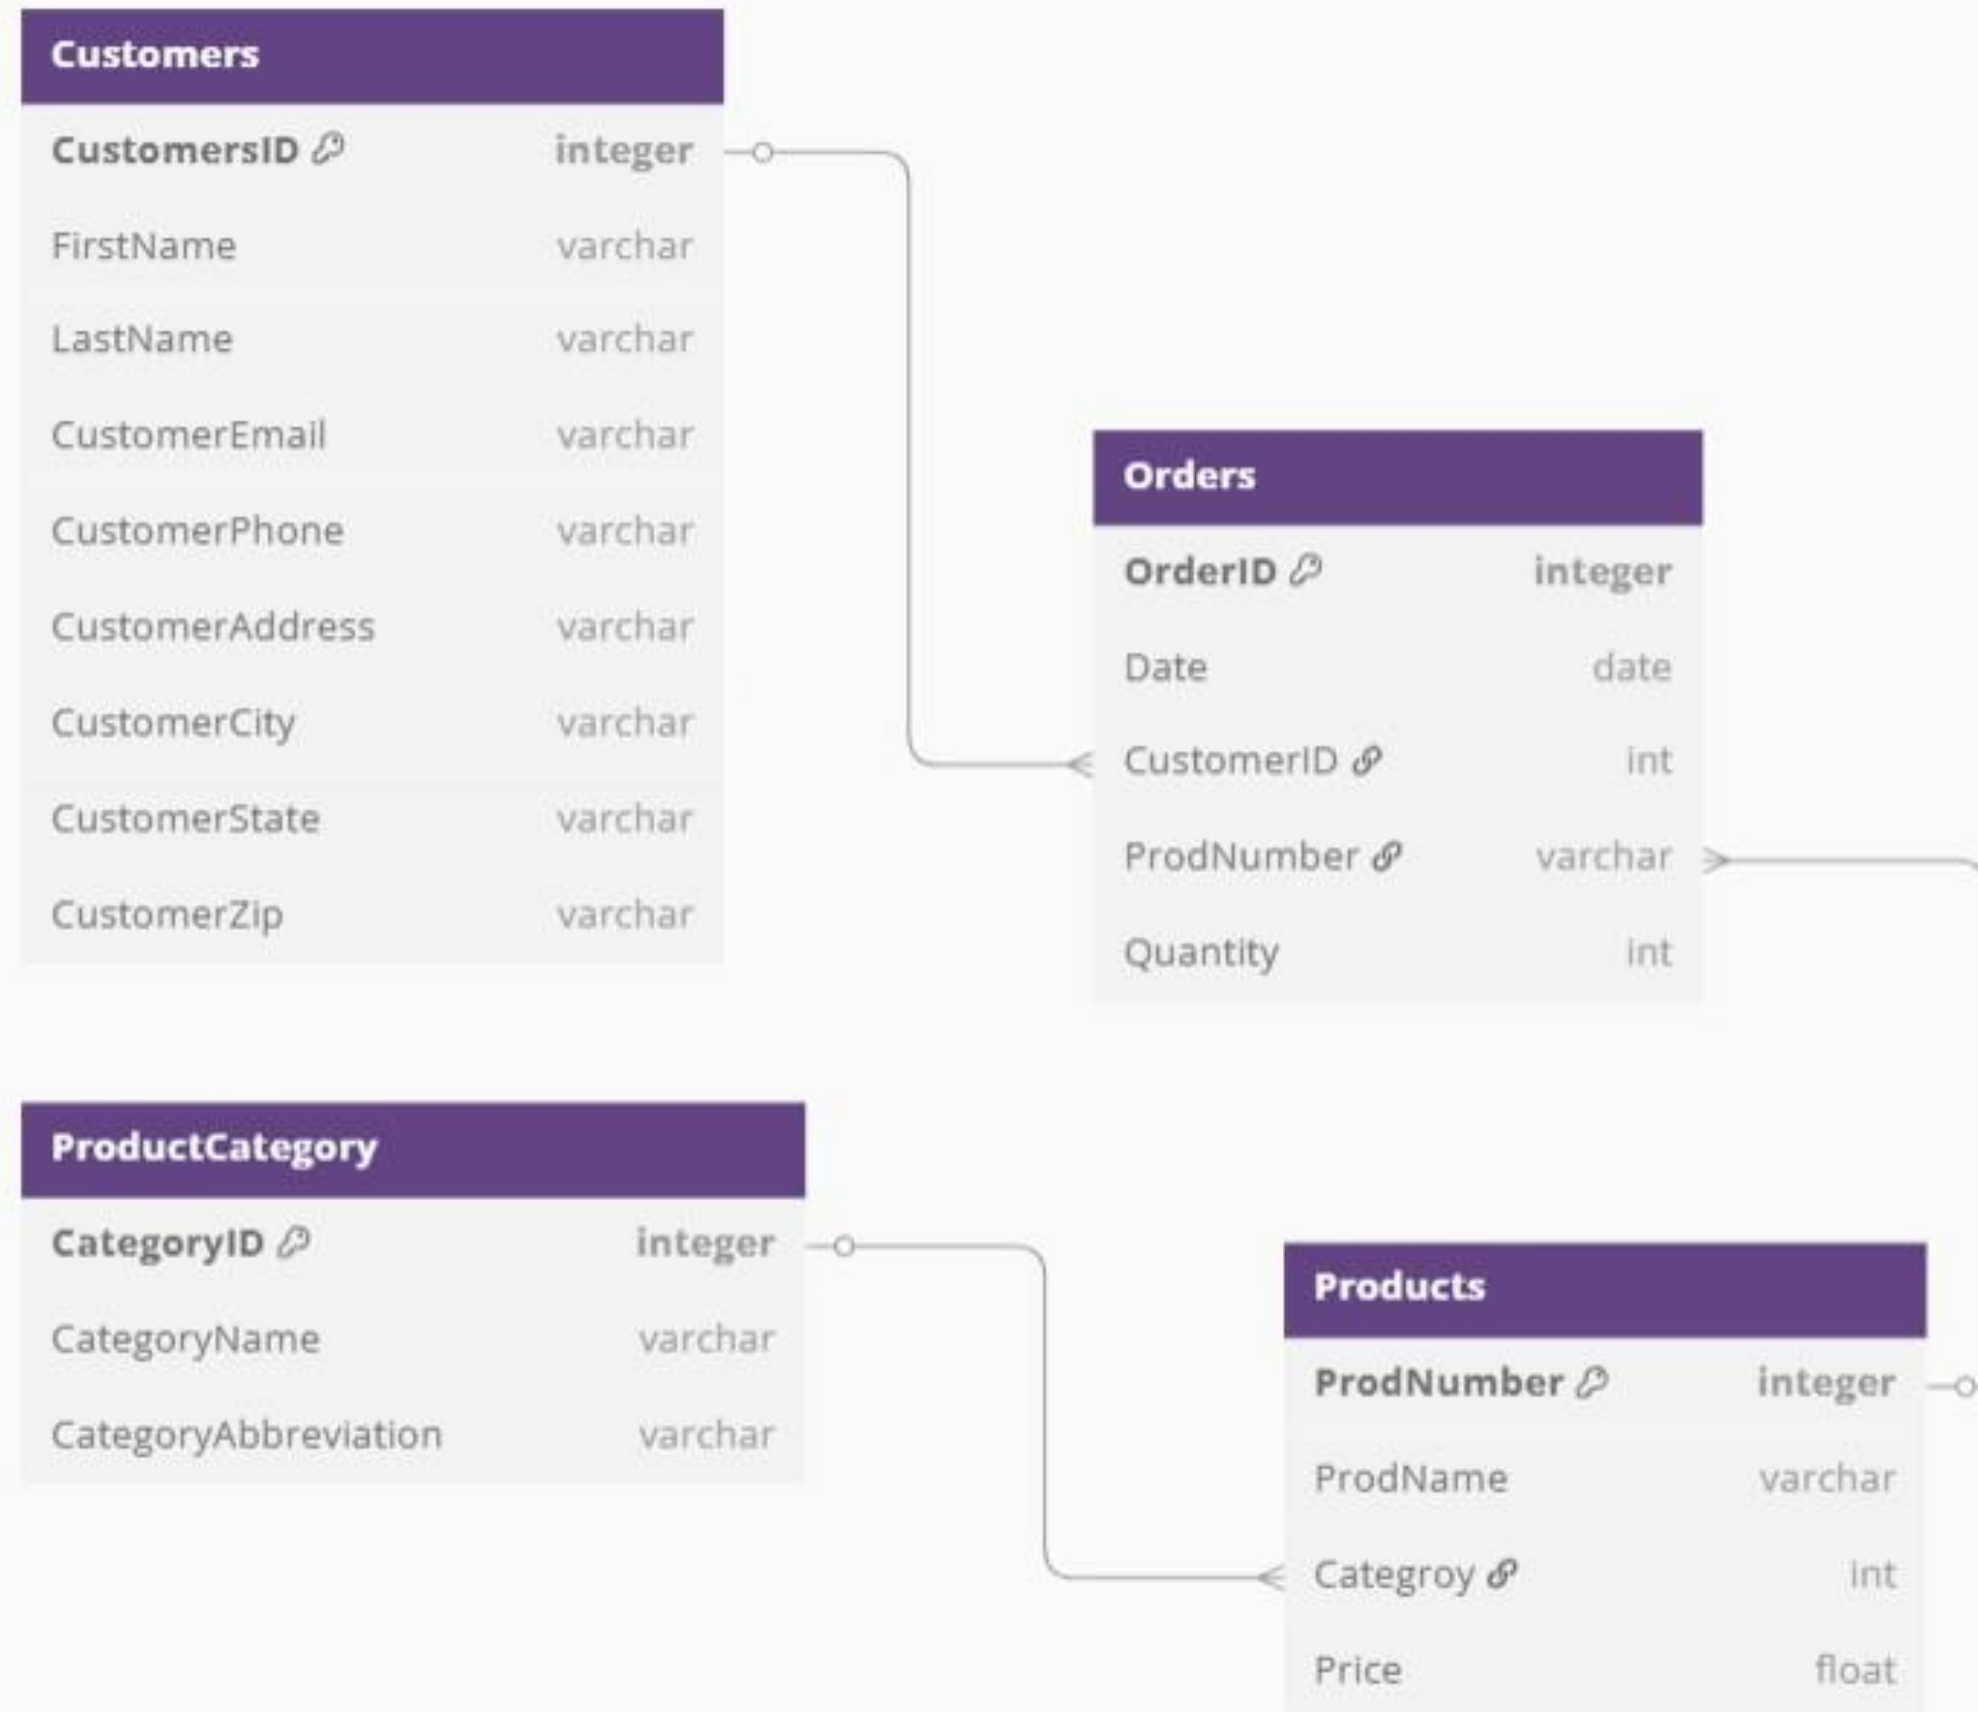 Customers
CustomersID integer
FirstName varchar
LastName varchar
CustomerEmail varchar
CustomerPhone varchar
CustomerAddress varchar
CustomerCity varchar
CustomerState varchar
CustomerZip varchar
Orders
OrderID integer
Date date
CustomerID int
ProdNumber varchar
Quantity int
ProductCategory
CategoryID integer
CategoryName varchar
CategoryAbbreviation varchar
Products
ProdNumber integer
ProdName varchar
Categroy int
Price float